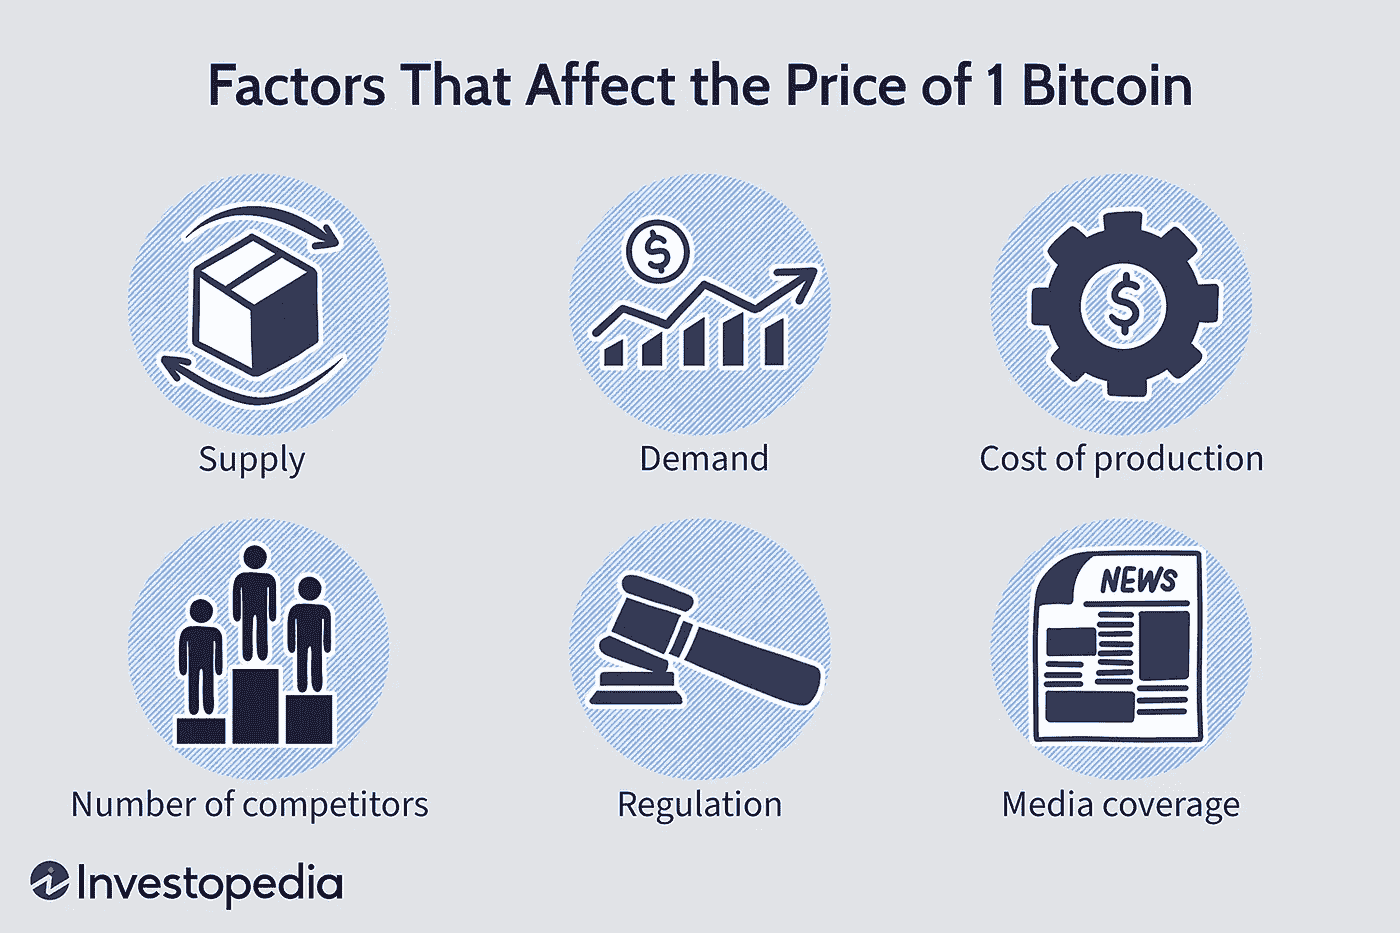 Factors That Affect the Price of 1 Bitcoin
$
$
Supply
Demand
Cost of production
NEWS
Number of competitors
Regulation
Media coverage
Investopedia